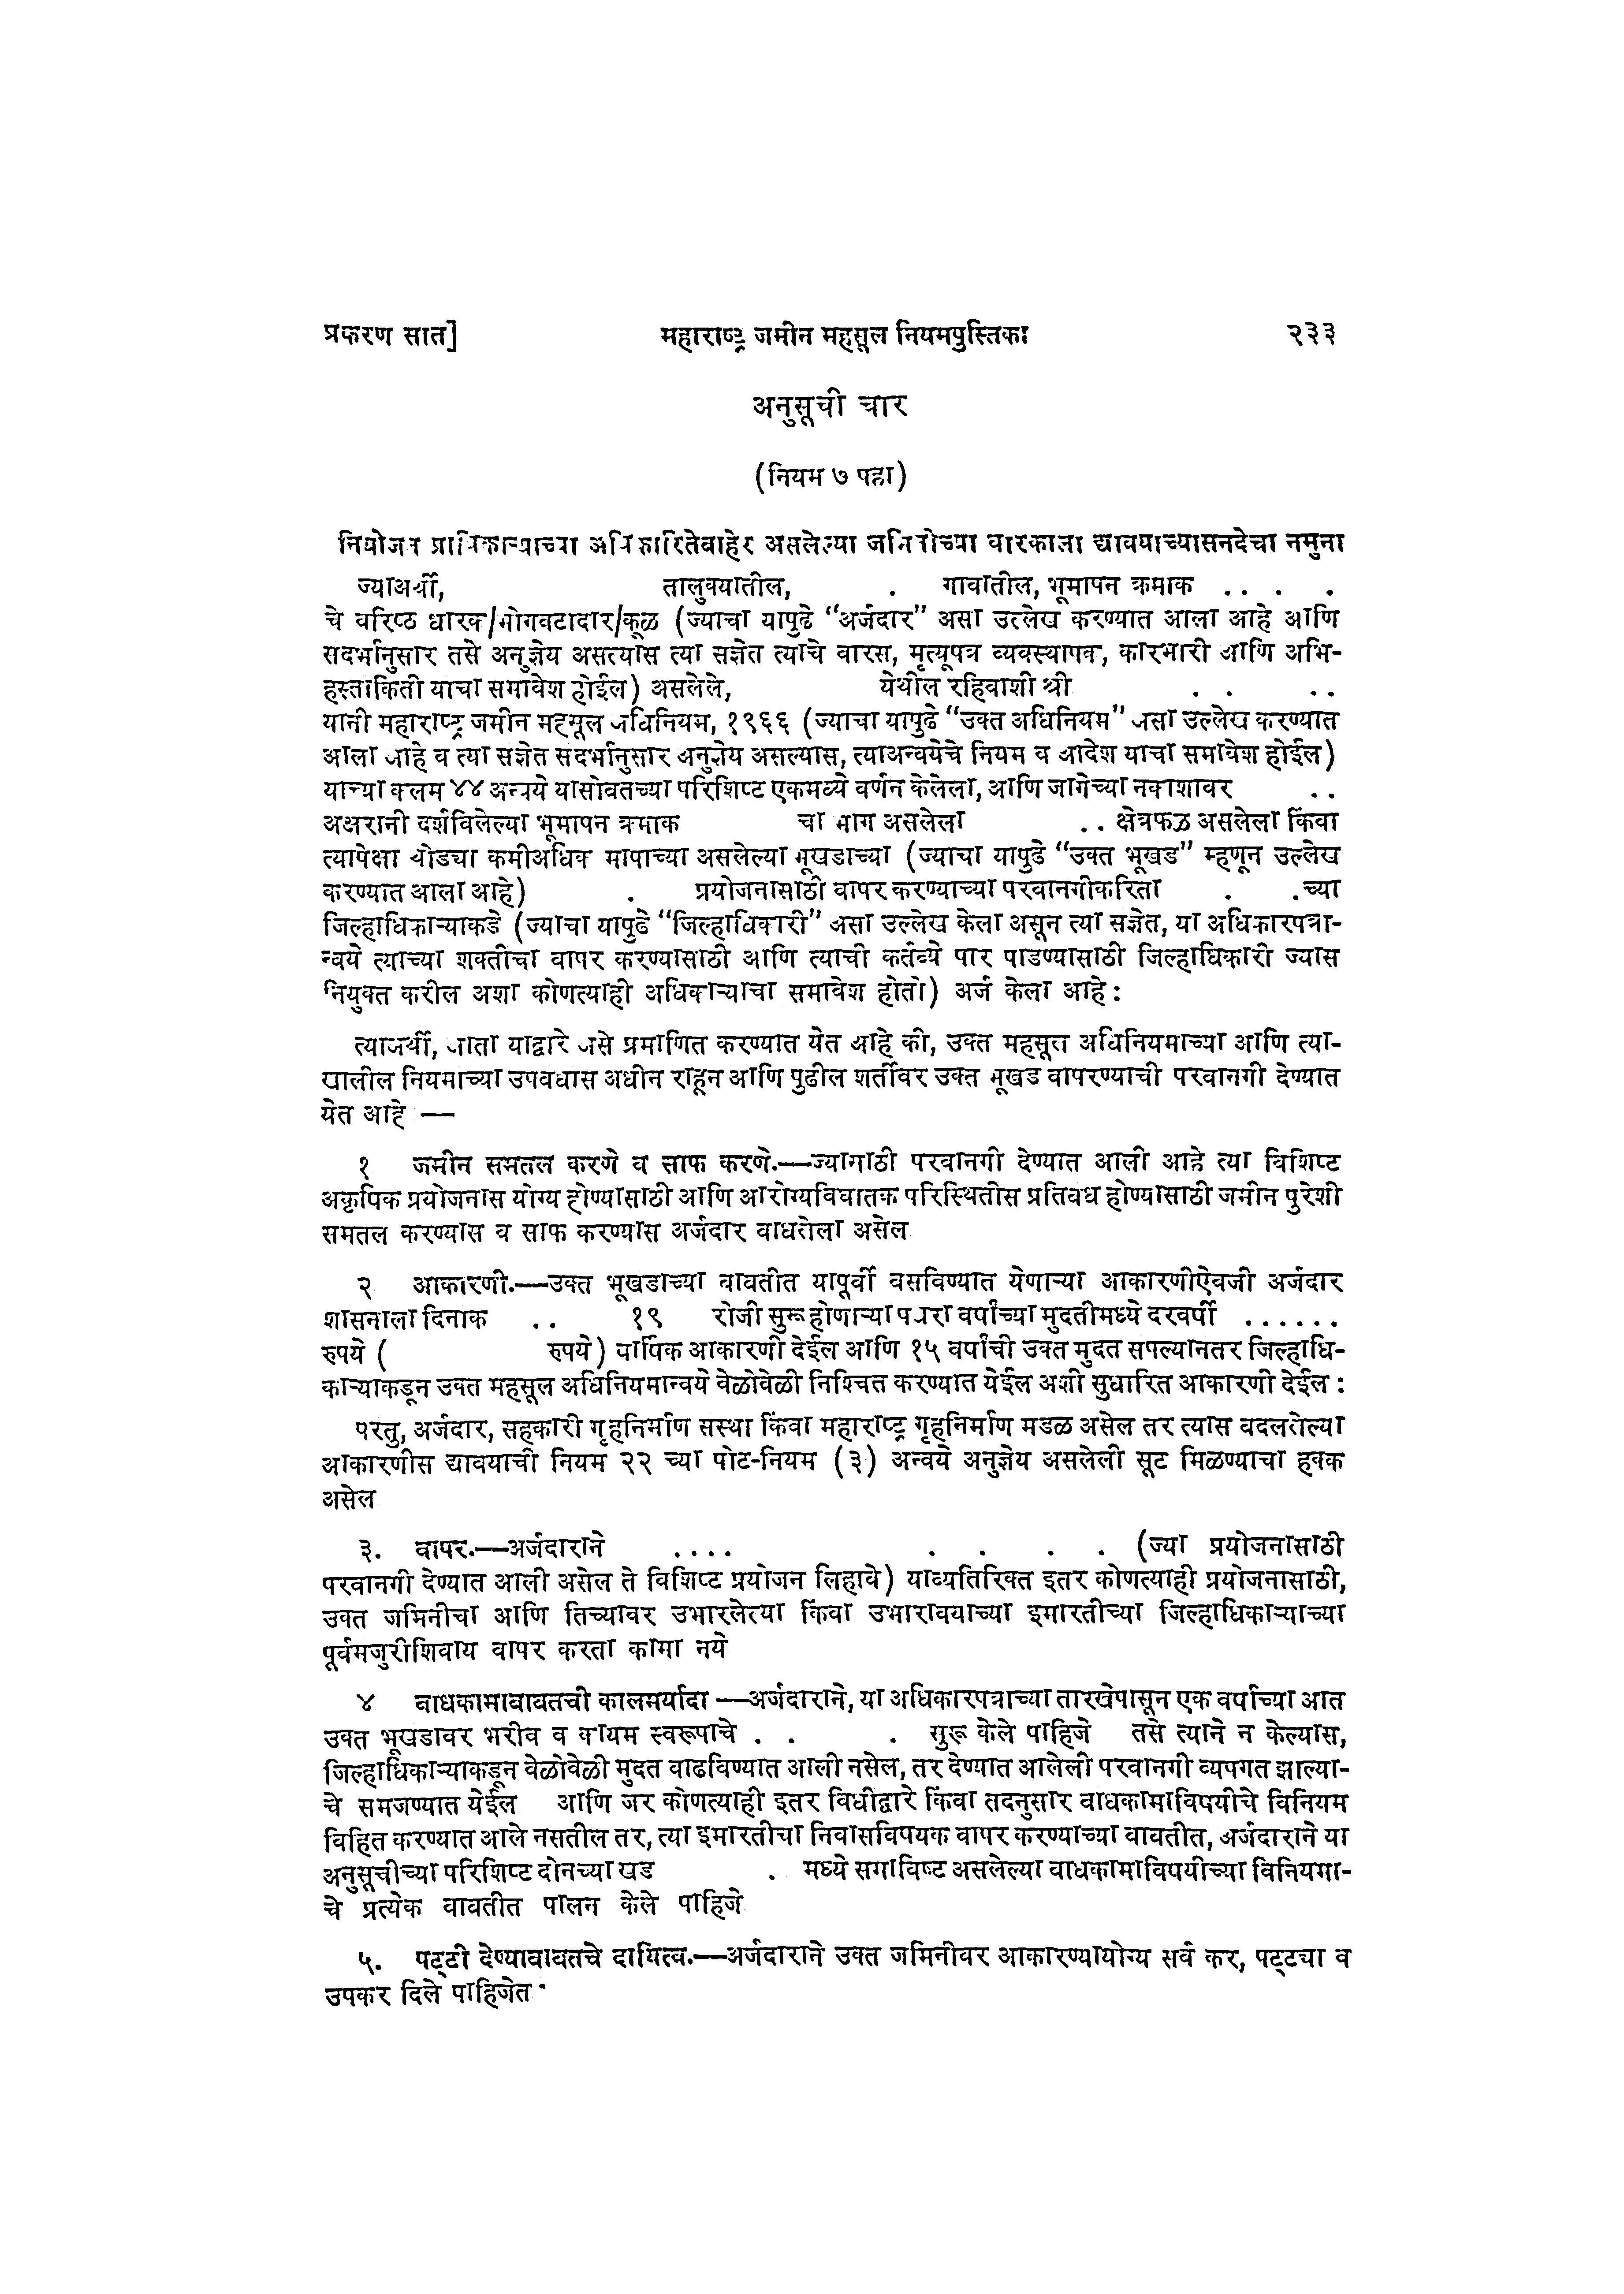 प्रकरण सात] महाराष्ट्र जमीन महसूल नियमपुस्तिका २३३
अनुसूची चार
(नियम ७ पहा)
नियोजन प्राधिकाऱ्याच्या अधिकारितेबाहेर असलेल्या जमिनीच्या धारकाला द्यावयाच्यासनदेचा नमुना
ज्याअर्थी, तालुक्यातील, . गावातील, भूमापन क्रमाक . . . .
चे वरिष्ठ धारक/भोगवटादार/कूळ (ज्याचा यापुढे “अर्जदार” असा उल्लेख करण्यात आला आहे आणि
सदर्भानुसार तसे अनुज्ञेय असल्यास त्या सज्ञेत त्याचे वारस, मृत्यूपत्र व्यवस्थापक, कारभारी आणि अभि-
हस्ताकिती याचा समावेश होईल) असलेले, येथील रहिवाशी श्री . . . .
यानी महाराष्ट्र जमीन महसूल अधिनियम, १९६६ (ज्याचा यापुढे “उक्त अधिनियम” असा उल्लेख करण्यात
आला आहे व त्या सज्ञेत सदर्भानुसार अनुज्ञेय असल्यास, त्याअन्वयेचे नियम व आदेश याचा समावेश होईल)
याच्या कलम ४४ अन्वये यासोबतच्या परिशिष्ट एकमध्ये वर्णन केलेला, आणि जागेच्या नकाशावर . .
अक्षरानी दर्शविलेल्या भूमापन क्रमाक चा भाग असलेला . . क्षेत्रफळ असलेला किंवा
त्यापेक्षा थोड्या कमीअधिक मापाच्या असलेल्या भूखडाच्या (ज्याचा यापुढे “उक्त भूखड” म्हणून उल्लेख
करण्यात आला आहे) . प्रयोजनासाठी वापर करण्याच्या परवानगीकरिता . .च्या
जिल्हाधिकाऱ्याकडे (ज्याचा यापुढे “जिल्हाधिकारी” असा उल्लेख केला असून त्या सज्ञेत, या अधिकारपत्रा-
न्वये त्याच्या शक्तीचा वापर करण्यासाठी आणि त्याची कर्तव्ये पार पाडण्यासाठी जिल्हाधिकारी ज्यास
नियुक्त करील अशा कोणत्याही अधिकाऱ्याचा समावेश होतो) अर्ज केला आहे:
त्याअर्थी, आता याद्वारे असे प्रमाणित करण्यात येत आहे की, उक्त महसूल अधिनियमाच्या आणि त्या-
खालील नियमाच्या उपबधास अधीन राहून आणि पुढील शर्तीवर उक्त भूखड वापरण्याची परवानगी देण्यात
येत आहे —
१ जमीन समतल करणे व साफ करणे.—ज्यासाठी परवानगी देण्यात आली आहे त्या विशिष्ट
अकृषिक प्रयोजनास योग्य होण्यासाठी आणि आरोग्यविघातक परिस्थितीस प्रतिबध होण्यासाठी जमीन पुरेशी
समतल करण्यास व साफ करण्यास अर्जदार बाधलेला असेल
२ आकारणी.—उक्त भूखडाच्या बाबतीत यापूर्वी बसविण्यात येणाऱ्या आकारणीऐवजी अर्जदार
शासनाला दिनाक . . १९ रोजी सुरू होणाऱ्या पधरा वर्षांच्या मुदतीमध्ये दरवर्षी . . . . . .
रुपये ( रुपये) वार्षिक आकारणी देईल आणि १५ वर्षांची उक्त मुदत सपल्यानतर जिल्हाधि-
काऱ्याकडून उक्त महसूल अधिनियमान्वये वेळोवेळी निश्चित करण्यात येईल अशी सुधारित आकारणी देईल :
परतु, अर्जदार, सहकारी गृहनिर्माण सस्था किंवा महाराष्ट्र गृहनिर्माण मडळ असेल तर त्यास बदललेल्या
आकारणीस द्यावयाची नियम २२ च्या पोट-नियम (३) अन्वये अनुज्ञेय असलेली सूट मिळण्याचा हक्क
असेल
३. वापर.—अर्जदाराने . . . . . . . . (ज्या प्रयोजनासाठी
परवानगी देण्यात आली असेल ते विशिष्ट प्रयोजन लिहावे) याव्यतिरिक्त इतर कोणत्याही प्रयोजनासाठी,
उक्त जमिनीचा आणि तिच्यावर उभारलेल्या किंवा उभारावयाच्या इमारतीच्या जिल्हाधिकाऱ्याच्या
पूर्वमजुरीशिवाय वापर करता कामा नये
४ बाधकामाबाबतची कालमर्यादा —अर्जदाराने, या अधिकारपत्राच्या तारखेपासून एक वर्षाच्या आत
उक्त भूखडावर भरीव व कायम स्वरूपाचे . . . सुरू केले पाहिजे तसे त्याने न केल्यास,
जिल्हाधिकाऱ्याकडून वेळोवेळी मुदत वाढविण्यात आली नसेल, तर देण्यात आलेली परवानगी व्यपगत झाल्या-
चे समजण्यात येईल आणि जर कोणत्याही इतर विधीद्वारे किंवा तदनुसार बाधकामाविषयीचे विनियम
विहित करण्यात आले नसतील तर, त्या इमारतीचा निवासविषयक वापर करण्याच्या बाबतीत, अर्जदाराने या
अनुसूचीच्या परिशिष्ट दोनच्या खड . मध्ये समाविष्ट असलेल्या बाधकामाविषयीच्या विनियमा-
चे प्रत्येक बाबतीत पालन केले पाहिजे
५. पट्टी देण्याबाबतचे दायित्व.—अर्जदाराने उक्त जमिनीवर आकारण्यायोग्य सर्व कर, पट्ट्या व
उपकर दिले पाहिजेत